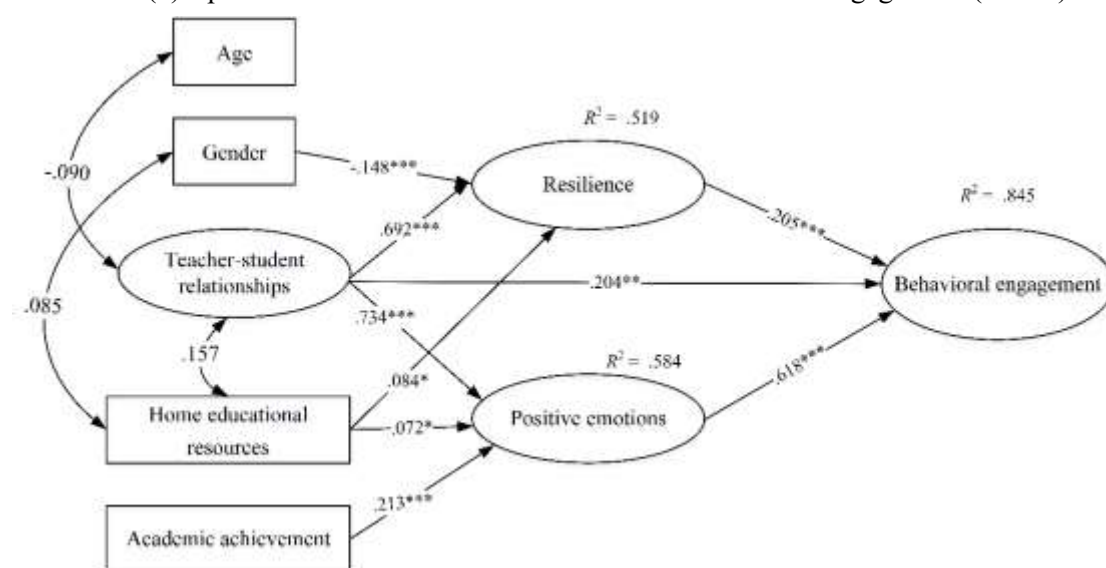 Age
R² = .519
Gender
-.148***
Resilience
R² = .845
-.090
.692***
.205***
Teacher-student
relationships
.204**
Behavioral engagement
.085
.734***
.157
R² = .584
.618***
.084*
Home educational
resources
-.072*
Positive emotions
.213***
Academic achievement